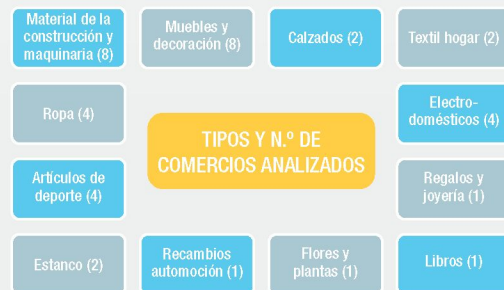 Material de la
construcción y
maquinaria (8)
Muebles y
decoración (8)
Calzados (2)
Textil hogar (2)
Ropa (4)
TIPOS Y N.º DE
COMERCIOS ANALIZADOS
Electro-
domésticos (4)
Artículos de
deporte (4)
Regalos y
joyería (1)
Estanco (2)
Recambios
automoción (1)
Flores y
plantas (1)
Libros (1)